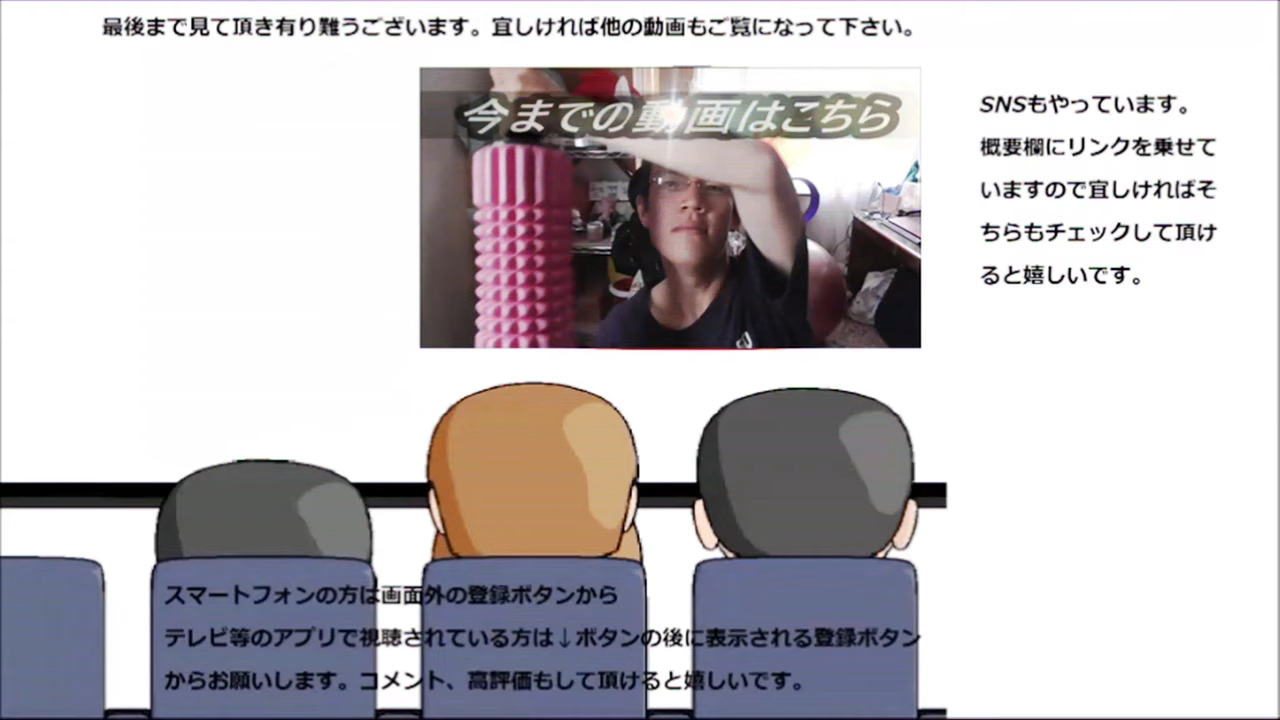 最後まで見て頂き有り難うございます。宜しければ他の動画もご覧になって下さい。
今までの動画はこちら
SNSもやっています。
概要欄にリンクを乗せて
いますので宜しければそ
ちらもチェックして頂け
ると嬉しいです。
スマートフォンの方は画面外の登録ボタンから
テレビ等のアプリで視聴されている方は↓ボタンの後に表示される登録ボタン
からお願いします。コメント、高評価もして頂けると嬉しいです。